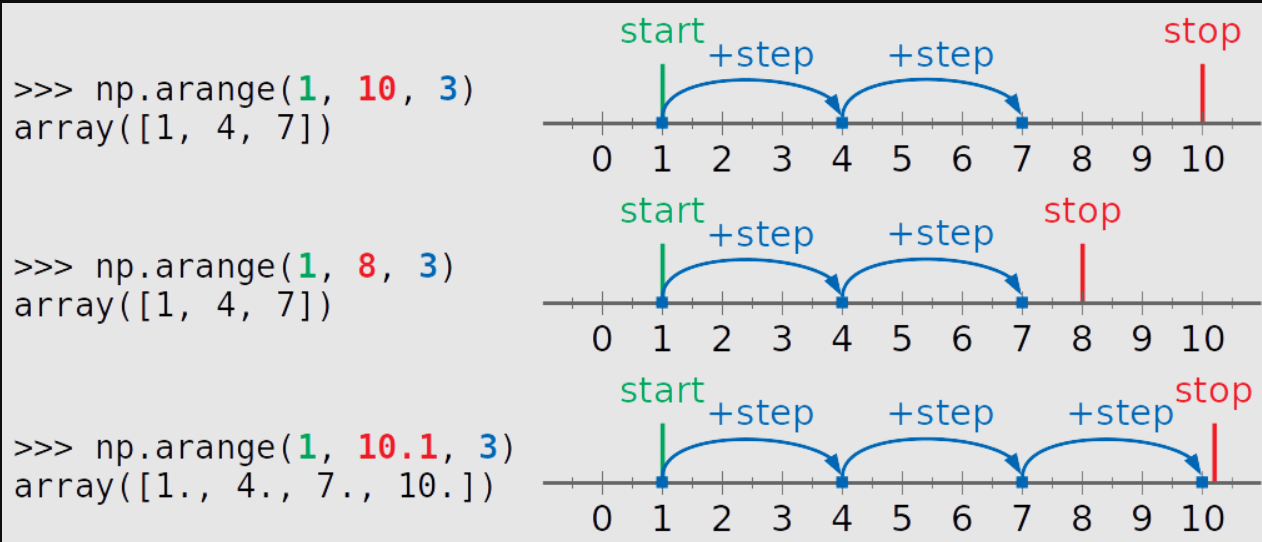 start
stop
+step +step
>>> np.arange(1, 10, 3)
array([1, 4, 7])
0 1 2 3 4 5 6 7 8 9 10
start
stop
+step +step
>>> np.arange(1, 8, 3)
array([1, 4, 7])
0 1 2 3 4 5 6 7 8 9 10
start
stop
+step +step +step
>>> np.arange(1, 10.1, 3)
array([1., 4., 7., 10.])
0 1 2 3 4 5 6 7 8 9 10